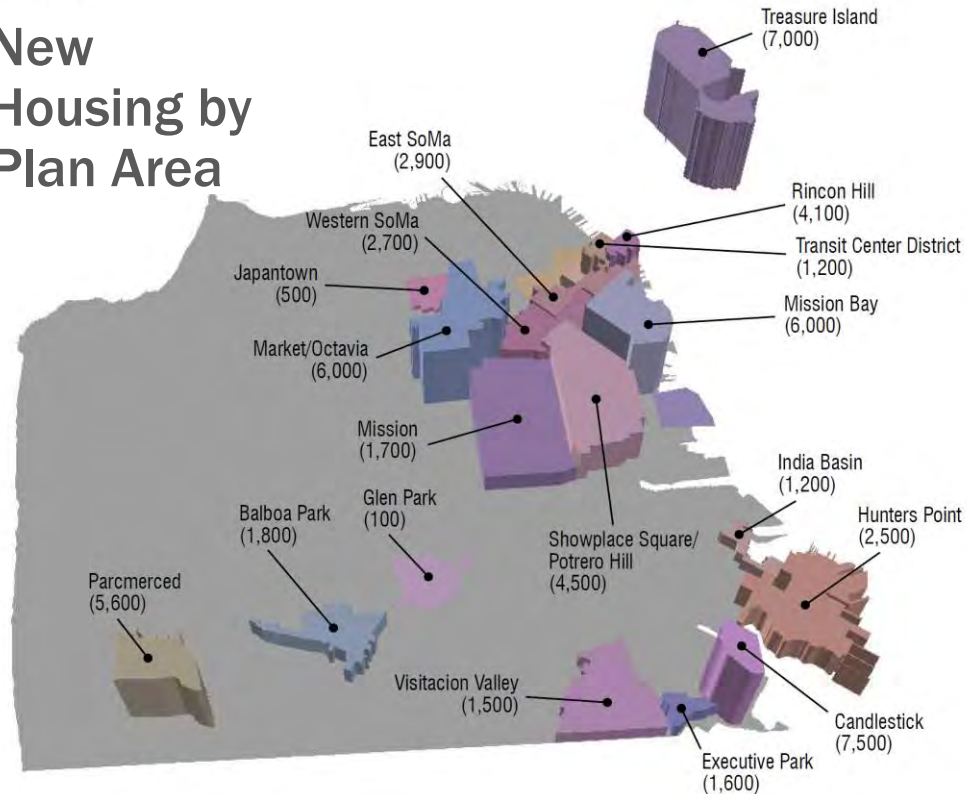 New
Housing by
Plan Area
Treasure Island
(7,000)
East SoMa
(2,900)
Rincon Hill
(4,100)
Western SoMa
(2,700)
Transit Center District
(1,200)
Japantown
(500)
Mission Bay
(6,000)
Market/Octavia
(6,000)
Mission
(1,700)
India Basin
(1,200)
Glen Park
(100)
Balboa Park
(1,800)
Hunters Point
(2,500)
Showplace Square/
Potrero Hill
(4,500)
Parcmerced
(5,600)
Visitacion Valley
(1,500)
Candlestick
(7,500)
Executive Park
(1,600)